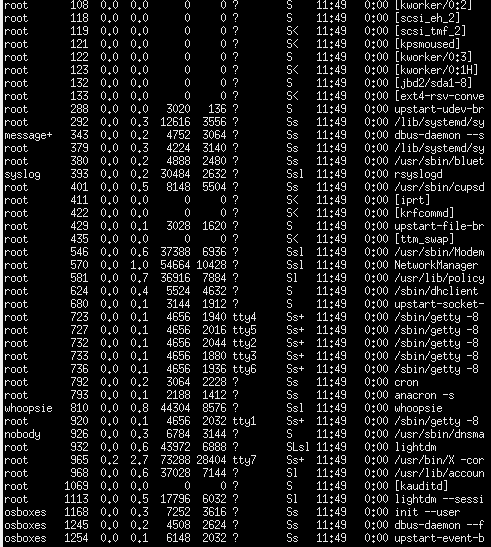 root 108 0.0 0.0 0 0 ? S 11:49 0:00 [kworker/0:2]
root 118 0.0 0.0 0 0 ? S 11:49 0:00 [scsi_eh_2]
root 119 0.0 0.0 0 0 ? S< 11:49 0:00 [scsi_tmf_2]
root 121 0.0 0.0 0 0 ? S< 11:49 0:00 [kpsmoused]
root 122 0.0 0.0 0 0 ? S 11:49 0:00 [kworker/0:3]
root 123 0.0 0.0 0 0 ? S< 11:49 0:00 [kworker/0:1H]
root 132 0.0 0.0 0 0 ? S 11:49 0:00 [jbd2/sda1-8]
root 133 0.0 0.0 0 0 ? S< 11:49 0:00 [ext4-rsv-conve
root 288 0.0 0.0 3020 136 ? S 11:49 0:00 upstart-udev-br
root 292 0.0 0.3 12616 3556 ? Ss 11:49 0:00 /lib/systemd/sy
message+ 343 0.0 0.2 4752 3064 ? Ss 11:49 0:00 dbus-daemon --s
root 379 0.0 0.3 4224 3140 ? Ss 11:49 0:00 /lib/systemd/sy
root 380 0.0 0.2 4888 2480 ? Ss 11:49 0:00 /usr/sbin/bluet
syslog 393 0.0 0.2 30484 2632 ? Ssl 11:49 0:00 rsyslogd
root 401 0.0 0.5 8148 5504 ? Ss 11:49 0:00 /usr/sbin/cupsd
root 411 0.0 0.0 0 0 ? S< 11:49 0:00 [iprt]
root 422 0.0 0.0 0 0 ? S< 11:49 0:00 [krfcommd]
root 429 0.0 0.1 3028 1620 ? S 11:49 0:00 upstart-file-br
root 435 0.0 0.0 0 0 ? S< 11:49 0:00 [ttm_swap]
root 546 0.0 0.6 37388 6936 ? Ssl 11:49 0:00 /usr/sbin/Modem
root 570 0.0 1.0 54664 10428 ? Ssl 11:49 0:00 NetworkManager
root 581 0.0 0.7 36916 7884 ? Sl 11:49 0:00 /usr/lib/policy
root 624 0.0 0.4 5524 4632 ? S 11:49 0:00 /sbin/dhclient
root 680 0.0 0.1 3144 1912 ? S 11:49 0:00 upstart-socket-
root 723 0.0 0.1 4656 1940 tty4 Ss+ 11:49 0:00 /sbin/getty -8
root 727 0.0 0.1 4656 2016 tty5 Ss+ 11:49 0:00 /sbin/getty -8
root 732 0.0 0.1 4656 2044 tty2 Ss+ 11:49 0:00 /sbin/getty -8
root 733 0.0 0.1 4656 1880 tty3 Ss+ 11:49 0:00 /sbin/getty -8
root 736 0.0 0.1 4656 1936 tty6 Ss+ 11:49 0:00 /sbin/getty -8
root 792 0.0 0.2 3064 2228 ? Ss 11:49 0:00 cron
root 793 0.0 0.1 2188 1412 ? Ss 11:49 0:00 anacron -s
whoopsie 810 0.0 0.8 44304 8576 ? Ssl 11:49 0:00 whoopsie
root 920 0.0 0.1 4656 2032 tty1 Ss+ 11:49 0:00 /sbin/getty -8
nobody 926 0.0 0.3 6784 3144 ? S 11:49 0:00 /usr/sbin/dnsma
root 932 0.0 0.6 43972 6888 ? SLsl 11:49 0:00 lightdm
root 965 0.2 2.7 73288 28404 tty7 Ss+ 11:49 0:00 /usr/bin/X -cor
root 968 0.0 0.6 37028 7144 ? Sl 11:49 0:00 /usr/lib/accoun
root 1069 0.0 0.0 0 0 ? S 11:49 0:00 [kauditd]
root 1113 0.0 0.5 17796 6032 ? Sl 11:49 0:00 lightdm --sessi
osboxes 1168 0.0 0.3 7252 3616 ? Ss 11:49 0:00 init --user
osboxes 1245 0.0 0.2 4508 2624 ? Ss 11:49 0:00 dbus-daemon --f
osboxes 1254 0.0 0.1 6148 2032 ? Ss 11:49 0:00 upstart-event-b